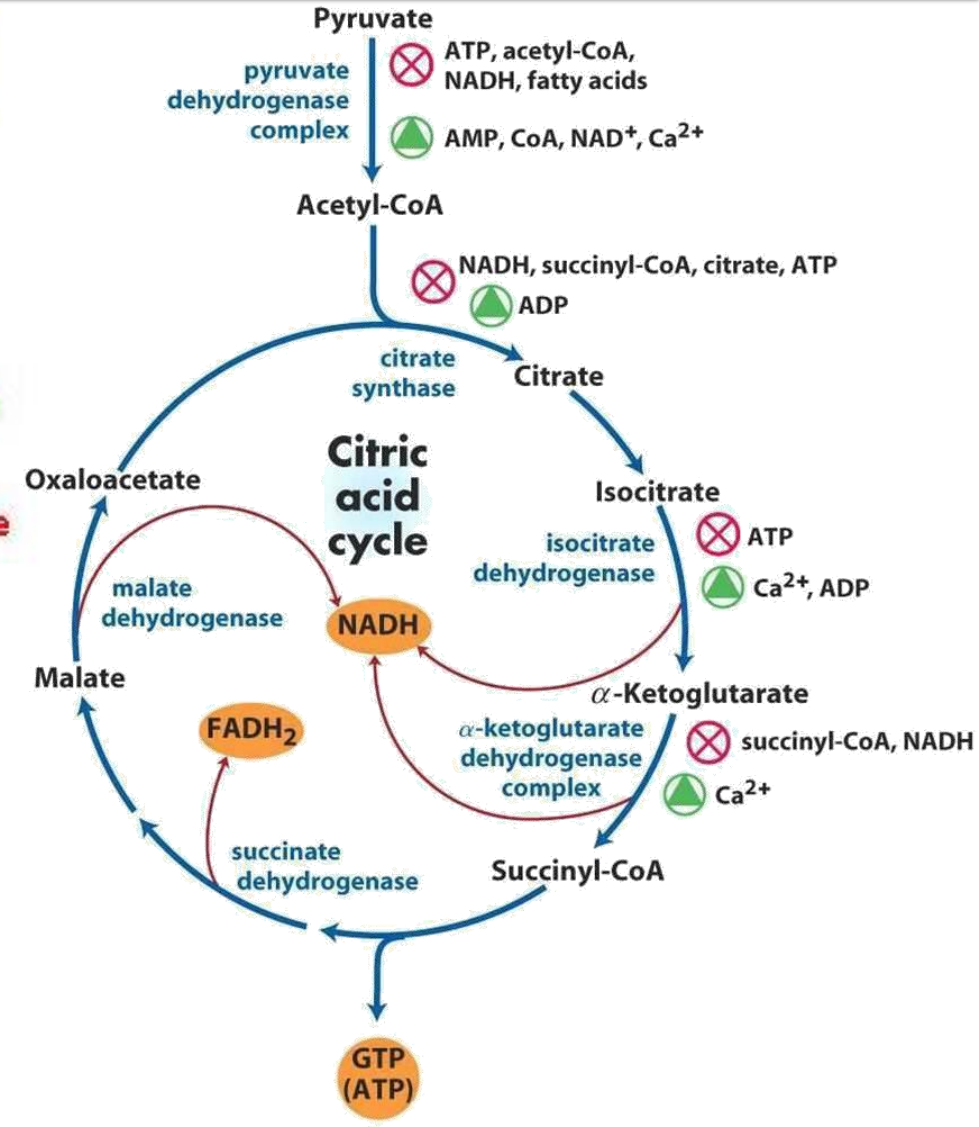 Pyruvate
pyruvate
dehydrogenase
complex
ATP, acetyl-CoA,
NADH, fatty acids
AMP, CoA, NAD⁺, Ca²⁺
Acetyl-CoA
NADH, succinyl-CoA, citrate, ATP
ADP
citrate
synthase
Citrate
Citric
acid
cycle
Oxaloacetate
Isocitrate
e
isocitrate
dehydrogenase
ATP
Ca²⁺, ADP
malate
dehydrogenase
NADH
Malate
α-Ketoglutarate
FADH₂
α-ketoglutarate
dehydrogenase
complex
succinyl-CoA, NADH
Ca²⁺
succinate
dehydrogenase
Succinyl-CoA
GTP
(ATP)